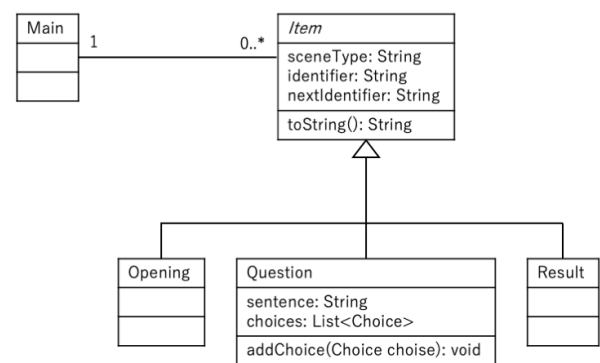 Main
1
0..*
Item
sceneType: String
identifier: String
nextIdentifier: String
toString(): String
Opening
Question
sentence: String
choices: List<Choice>
addChoice(Choice choise): void
Result